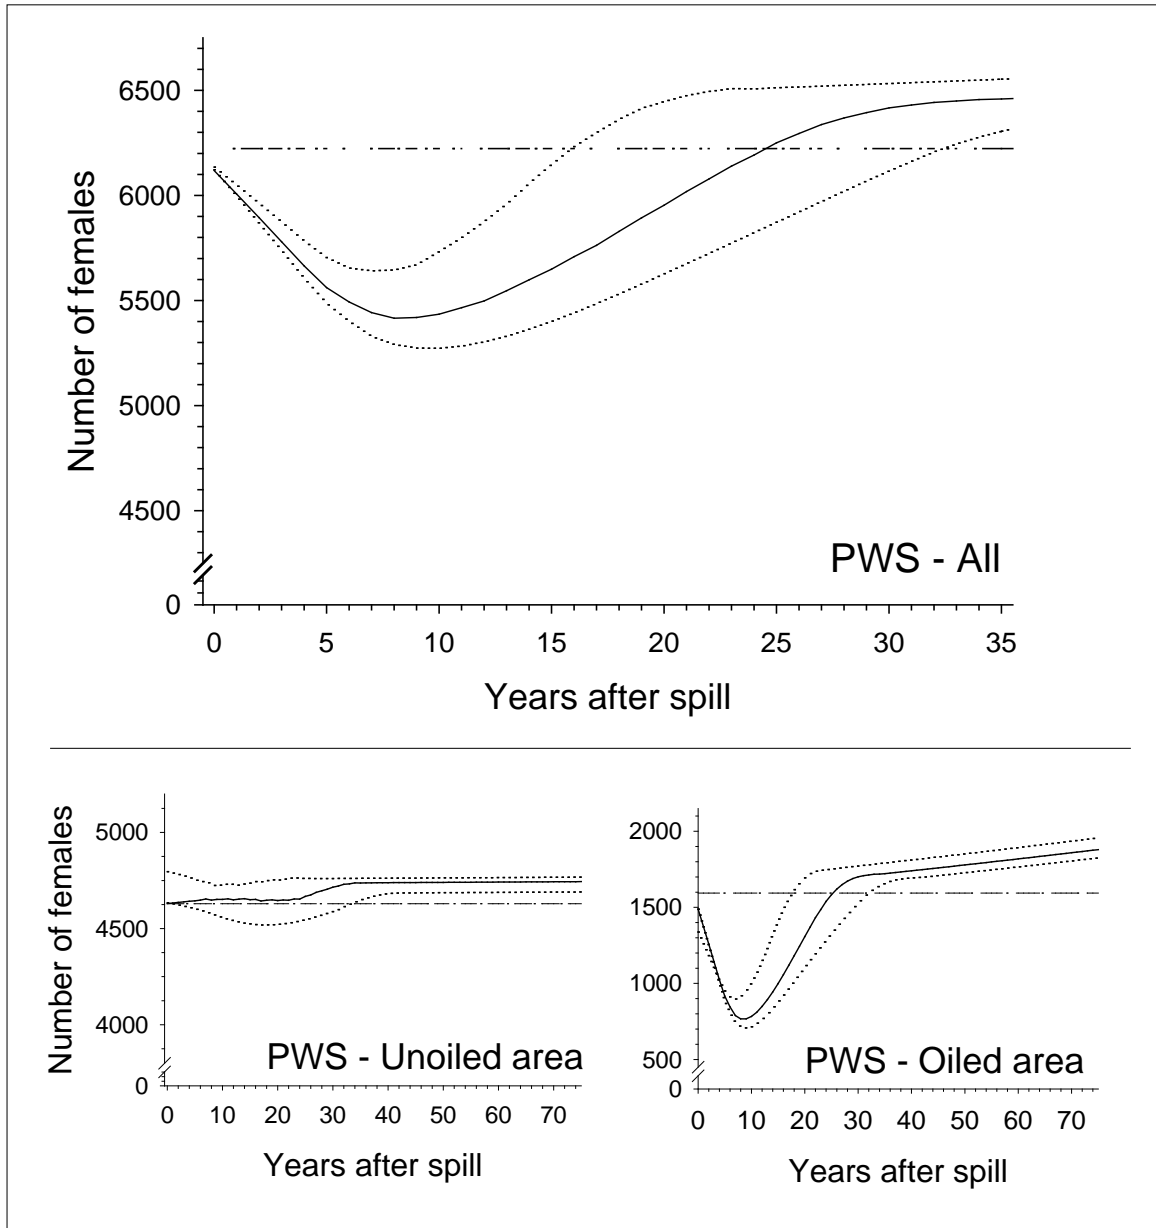 Number of females
6500
6000
5500
5000
4500
0
PWS - All
0 5 10 15 20 25 30 35
Years after spill
Number of females
5000
4500
4000
0
PWS - Unoiled area
0 10 20 30 40 50 60 70
Years after spill
2000
1500
1000
500
0
PWS - Oiled area
0 10 20 30 40 50 60 70
Years after spill